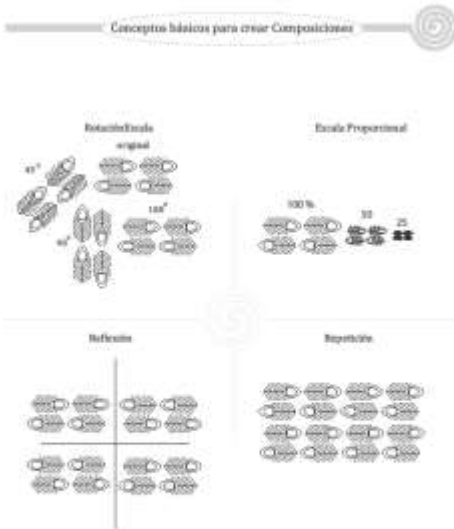 Conceptos básicos para crear Composiciones
Rotación/Escala
original
45°
180°
90°
Escala Proporcional
100 %
50
25
Reflexión
Repetición